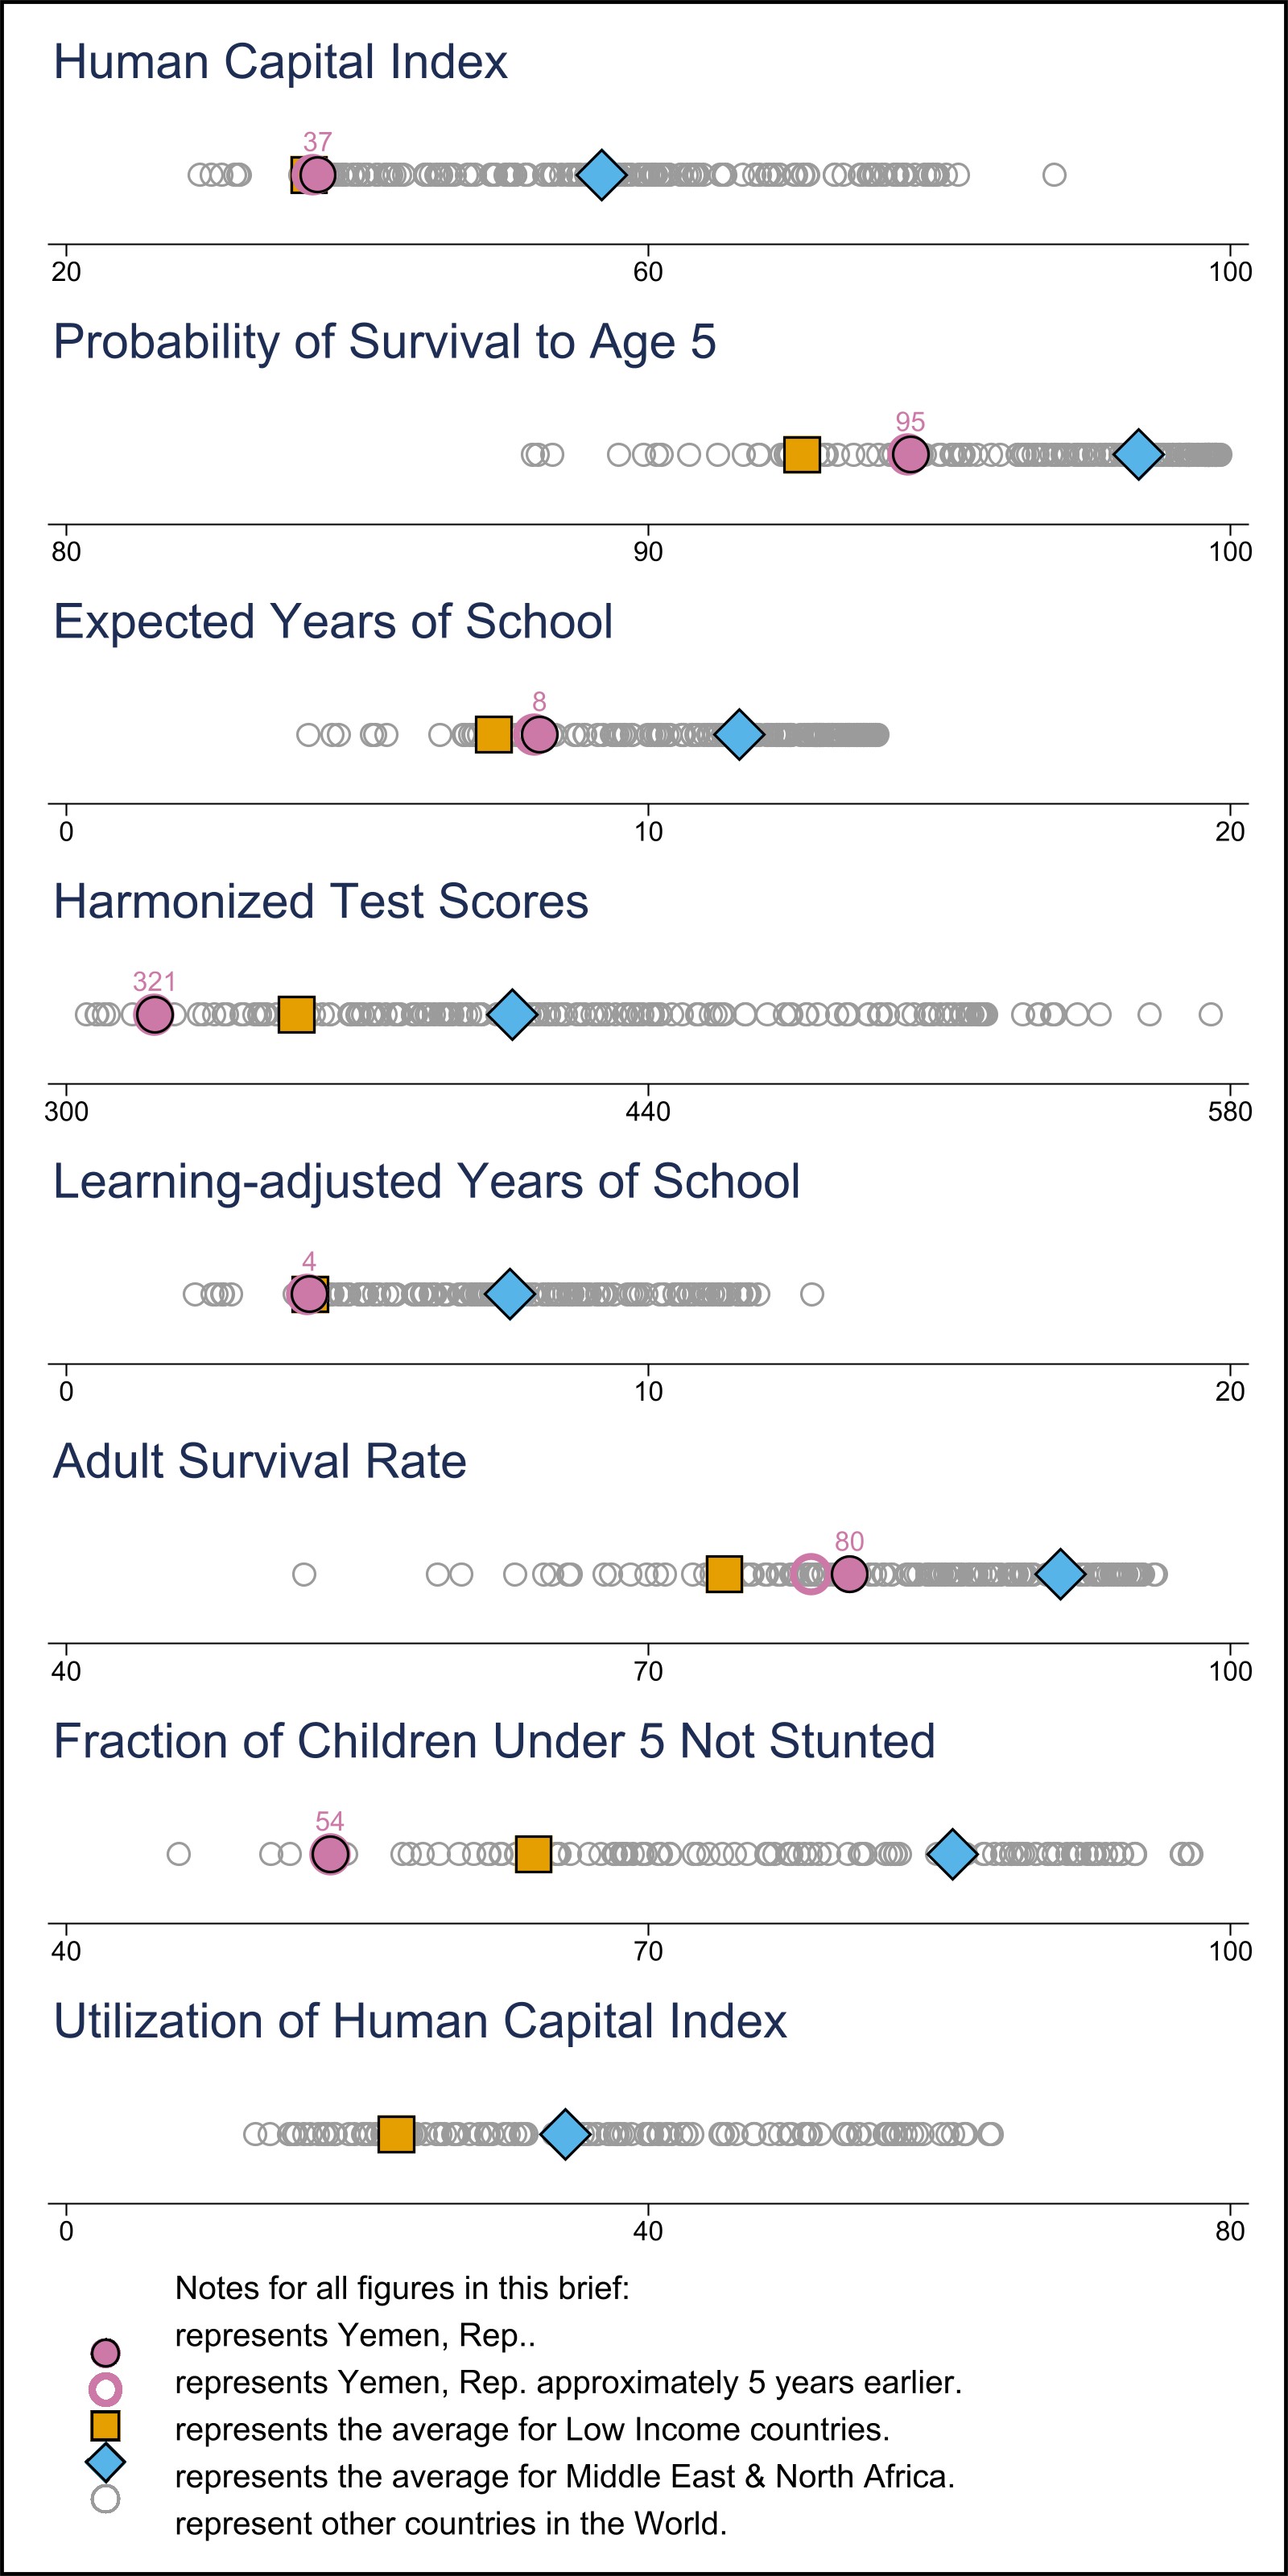 Human Capital Index
37
20 60 100
Probability of Survival to Age 5
95
80 90 100
Expected Years of School
8
0 10 20
Harmonized Test Scores
321
300 440 580
Learning-adjusted Years of School
4
0 10 20
Adult Survival Rate
80
40 70 100
Fraction of Children Under 5 Not Stunted
54
40 70 100
Utilization of Human Capital Index
0 40 80
Notes for all figures in this brief:
represents Yemen, Rep..
represents Yemen, Rep. approximately 5 years earlier.
represents the average for Low Income countries.
represents the average for Middle East & North Africa.
represent other countries in the World.